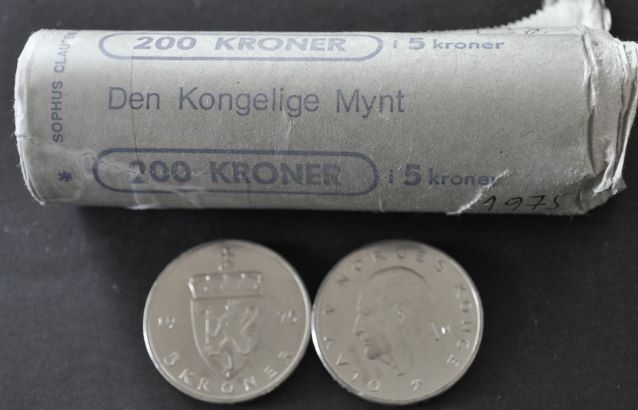 200 KRONER i 5 kroner
SOPHUS CLAUSEN
Den Kongelige Mynt
* 200 KRONER i 5 kroner
1975
5 KRONER
OLAV V NORGES KONGE